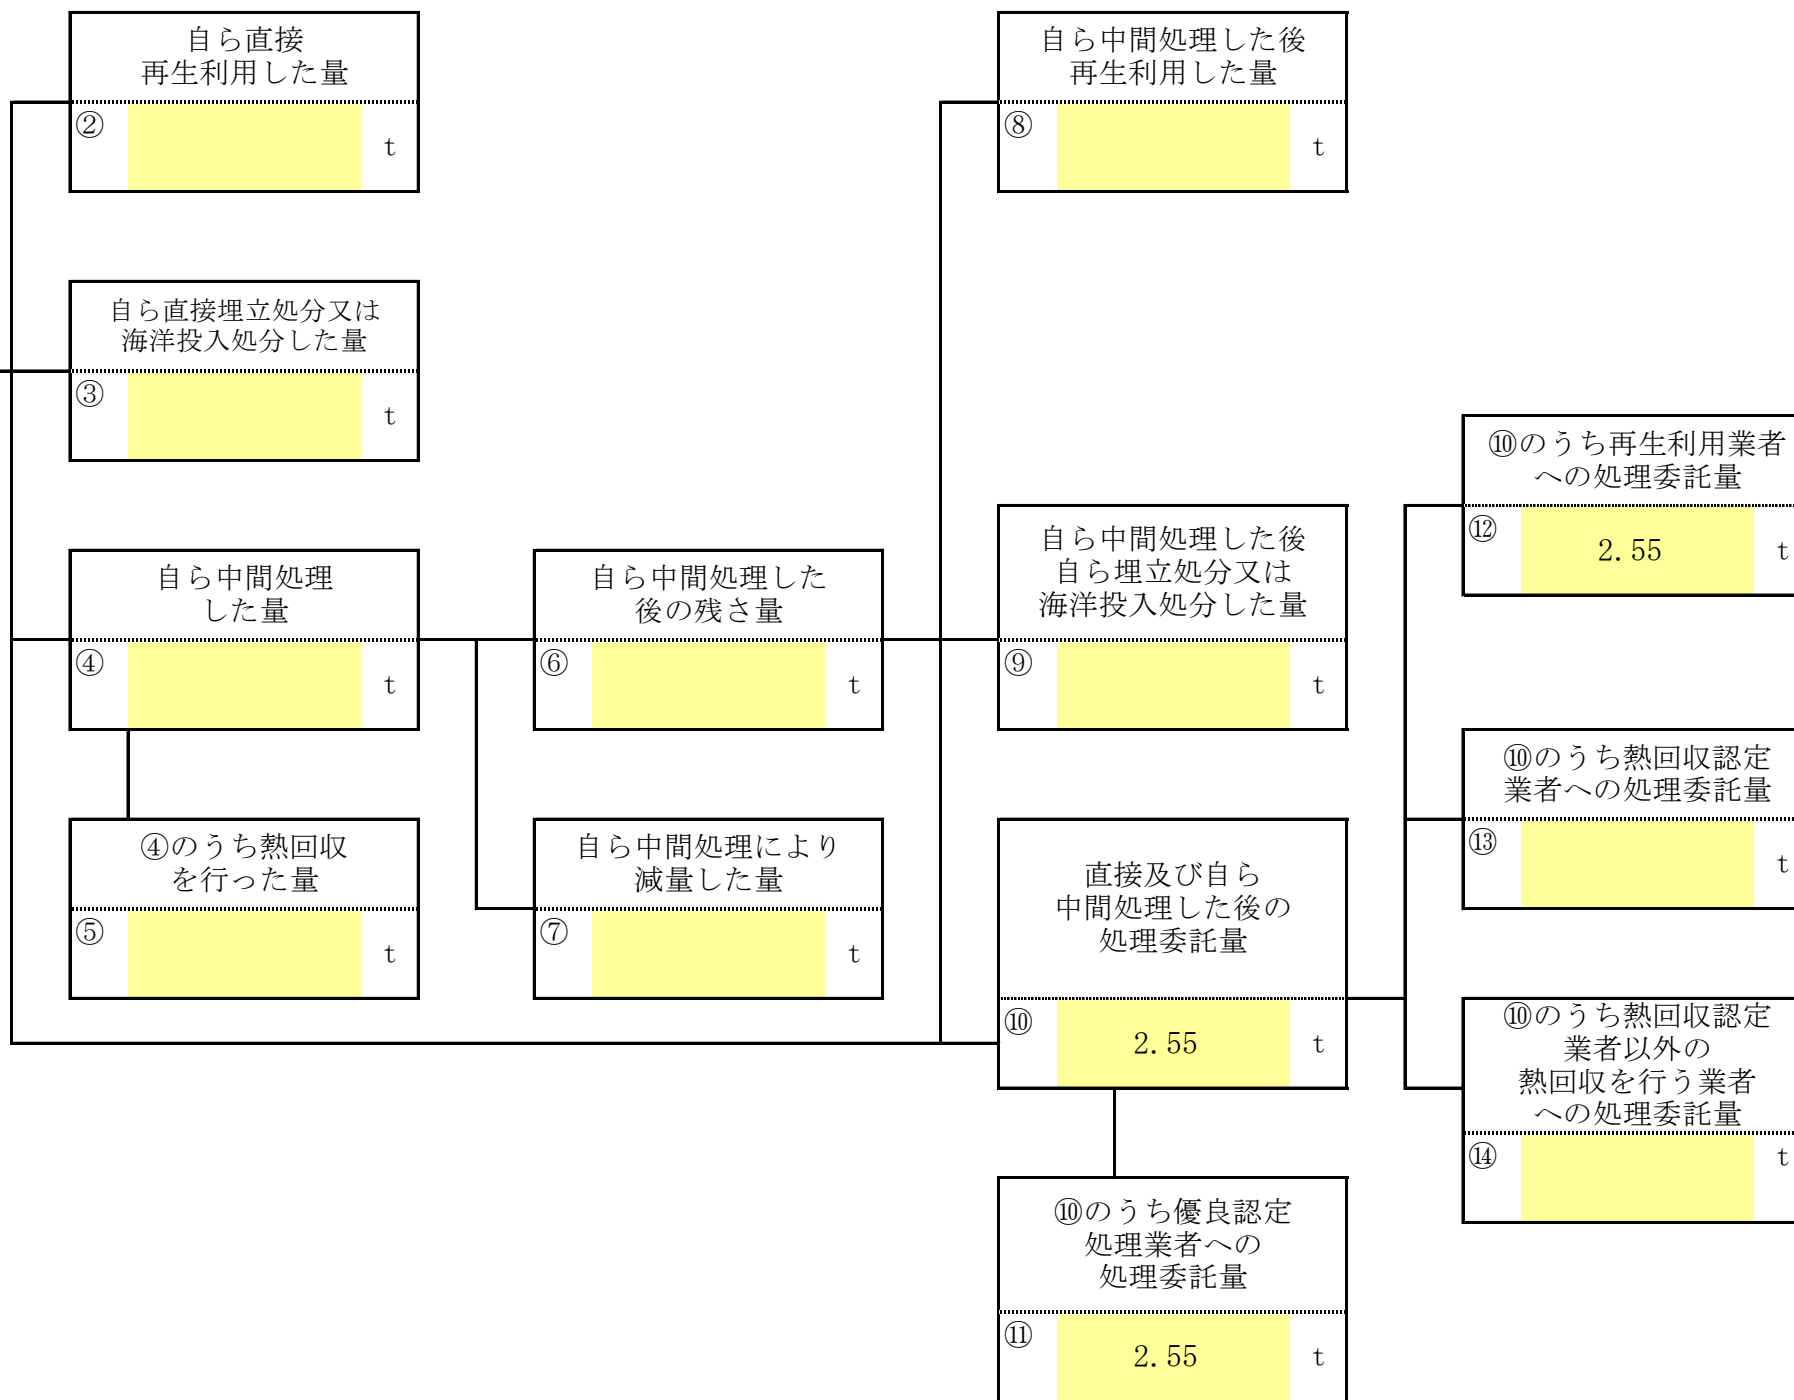 自ら直接
再生利用した量
②
t
自ら中間処理した後
再生利用した量
⑧
t
自ら直接埋立処分又は
海洋投入処分した量
③
t
⑩のうち再生利用業者
への処理委託量
⑫
2.55
t
自ら中間処理
した量
④
t
自ら中間処理した
後の残さ量
⑥
t
自ら中間処理した後
自ら埋立処分又は
海洋投入処分した量
⑨
t
⑩のうち熱回収認定
業者への処理委託量
⑬
t
④のうち熱回収
を行った量
⑤
t
自ら中間処理により
減量した量
⑦
t
直接及び自ら
中間処理した後の
処理委託量
⑩
2.55
t
⑩のうち熱回収認定
業者以外の
熱回収を行う業者
への処理委託量
⑭
t
⑩のうち優良認定
処理業者への
処理委託量
⑪
2.55
t